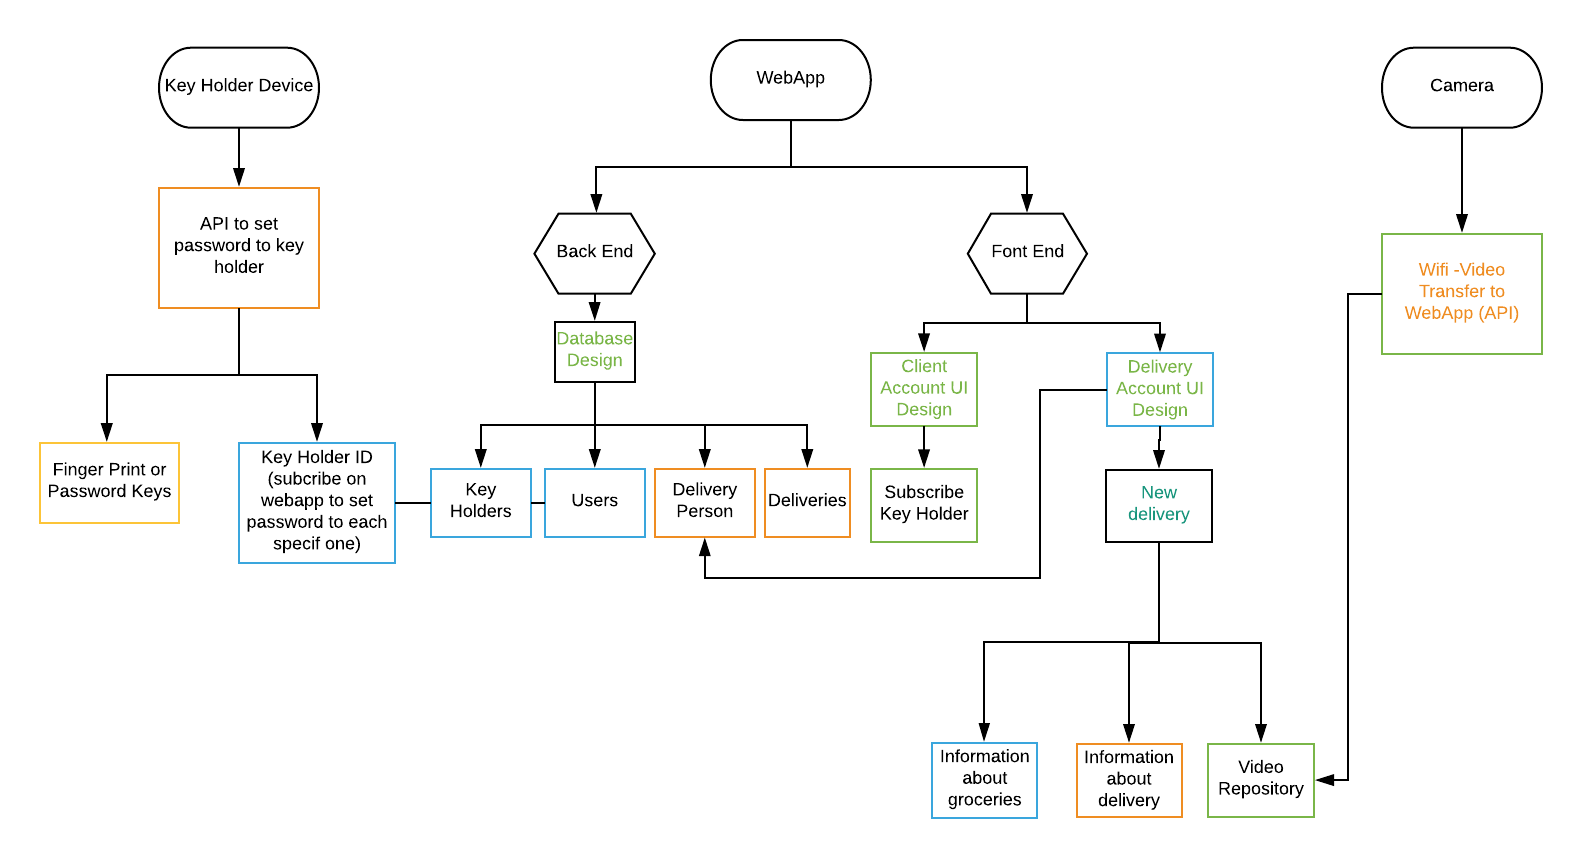 Key Holder Device
WebApp
Camera
API to set
password to key
holder
Back End
Font End
Wifi -Video
Transfer to
WebApp (API)
Database
Design
Client
Account UI
Design
Delivery
Account UI
Design
Finger Print or
Password Keys
Key Holder ID
(subcribe on
webapp to set
password to each
specif one)
Key
Holders
Users
Delivery
Person
Deliveries
Subscribe
Key Holder
New
delivery
Information
about
groceries
Information
about
delivery
Video
Repository